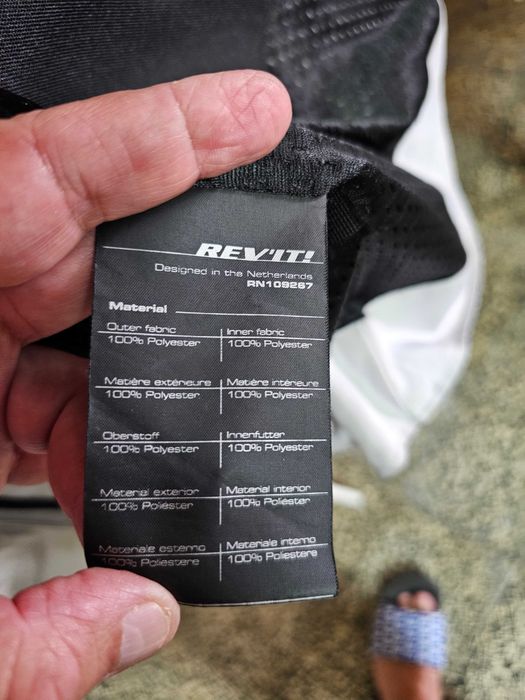 REV'IT!
Designed in the Netherlands
RN109267
Material
Outer fabric Inner fabric
100% Polyester 100% Polyester
Matière extérieure Matière intérieure
100% Polyester 100% Polyester
Oberstoff Innenfutter
100% Polyester 100% Polyester
Material exterior Material interior
100% Poliéster 100% Poliéster
Materiale esterno Materiale interno
100% Poliestere 100% Poliestere